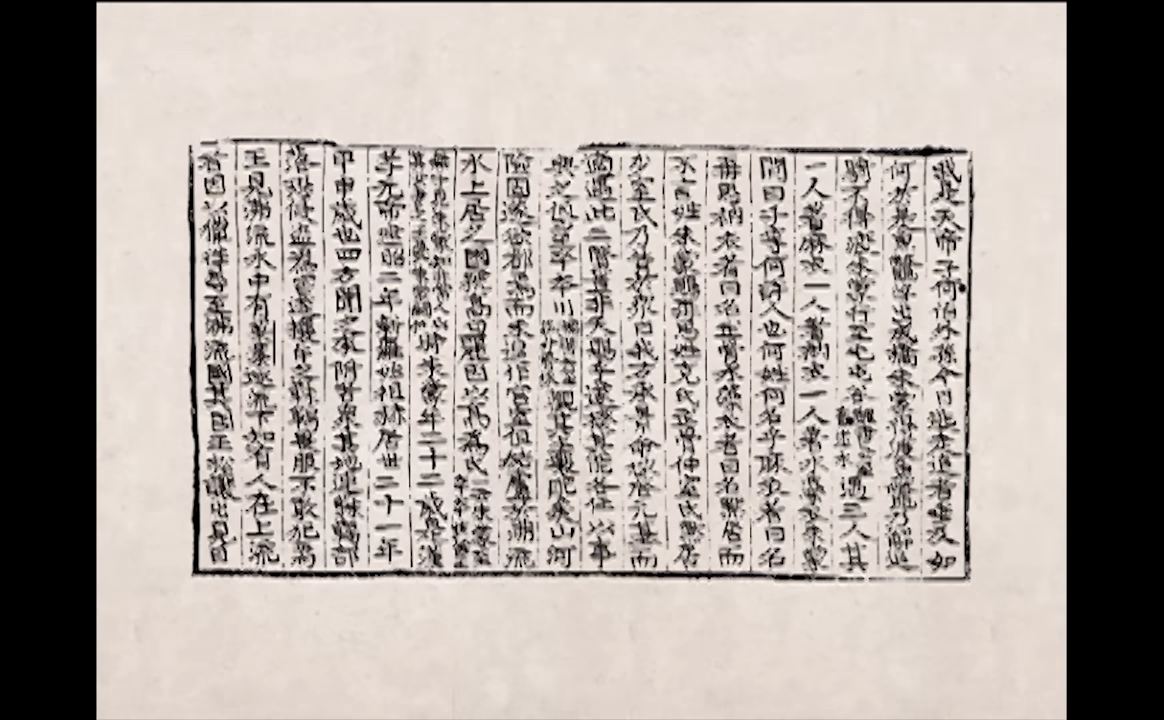 我是天帝子何伯外孫今日逃走追者垂及如
何於是魚鼈浮出成橋朱蒙得渡魚鼈乃解追
騎不得渡朱蒙行至毛屯谷魏書云至普述水遇三人其
一人着麻衣一人着衲衣一人着水藻衣朱蒙
問曰子等何許人也何姓何名乎麻衣者曰名
再思衲衣者曰名武骨水藻衣者曰名默居而
不言姓朱蒙賜再思姓克氏武骨仲室氏默居
少室氏乃告於衆曰我方承景命欲啓元基而
適遇此三賢豈非天賜乎遂揆其能各任以事
與之俱至卒本川觀其土壤肥美山河
險固遂欲都焉而未遑作宮室但結廬於沸流
水上居之國號高句麗因以高爲氏一云朱蒙至卒本
時朱蒙年二十二歲是漢
孝元帝建昭二年新羅始祖赫居世二十一年
甲申歲也四方聞之來附者衆其地連靺鞨部
落恐侵盜爲害遂攘斥之靺鞨畏服不敢犯焉
王見沸流水中有菜葉逐流下知有人在上流
者因以獵往尋至沸流國其國王松讓出見曰